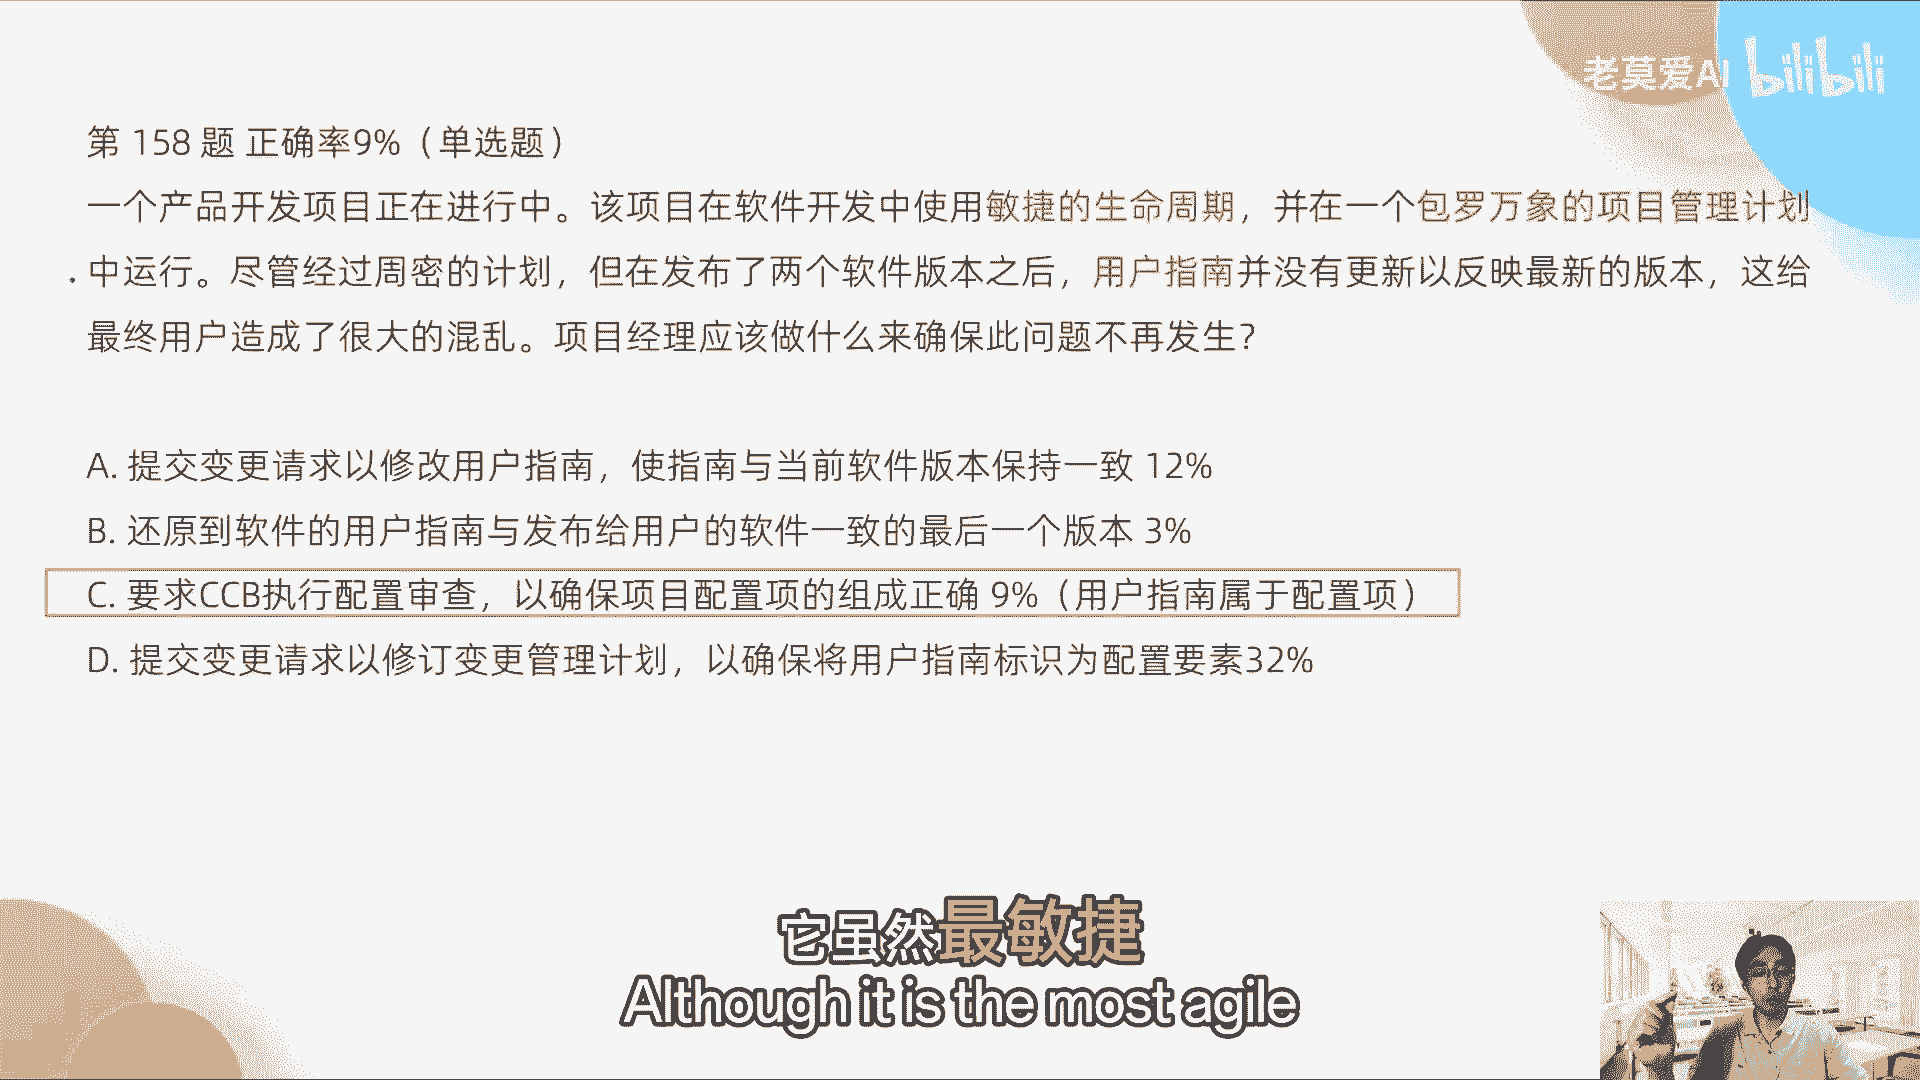 老莫爱AI bilibili
第 158 题 正确率9%（单选题）
一个产品开发项目正在进行中。该项目在软件开发中使用敏捷的生命周期，并在一个包罗万象的项目管理计划
中运行。尽管经过周密的计划，但在发布了两个软件版本之后，用户指南并没有更新以反映最新的版本，这给
最终用户造成了很大的混乱。项目经理应该做什么来确保此问题不再发生？
A. 提交变更请求以修改用户指南，使指南与当前软件版本保持一致 12%
B. 还原到软件的用户指南与发布给用户的软件一致的最后一个版本 3%
C. 要求CCB执行配置审查，以确保项目配置项的组成正确 9%（用户指南属于配置项）
D. 提交变更请求以修订变更管理计划，以确保将用户指南标识为配置要素32%
它虽然最敏捷
Although it is the most agile